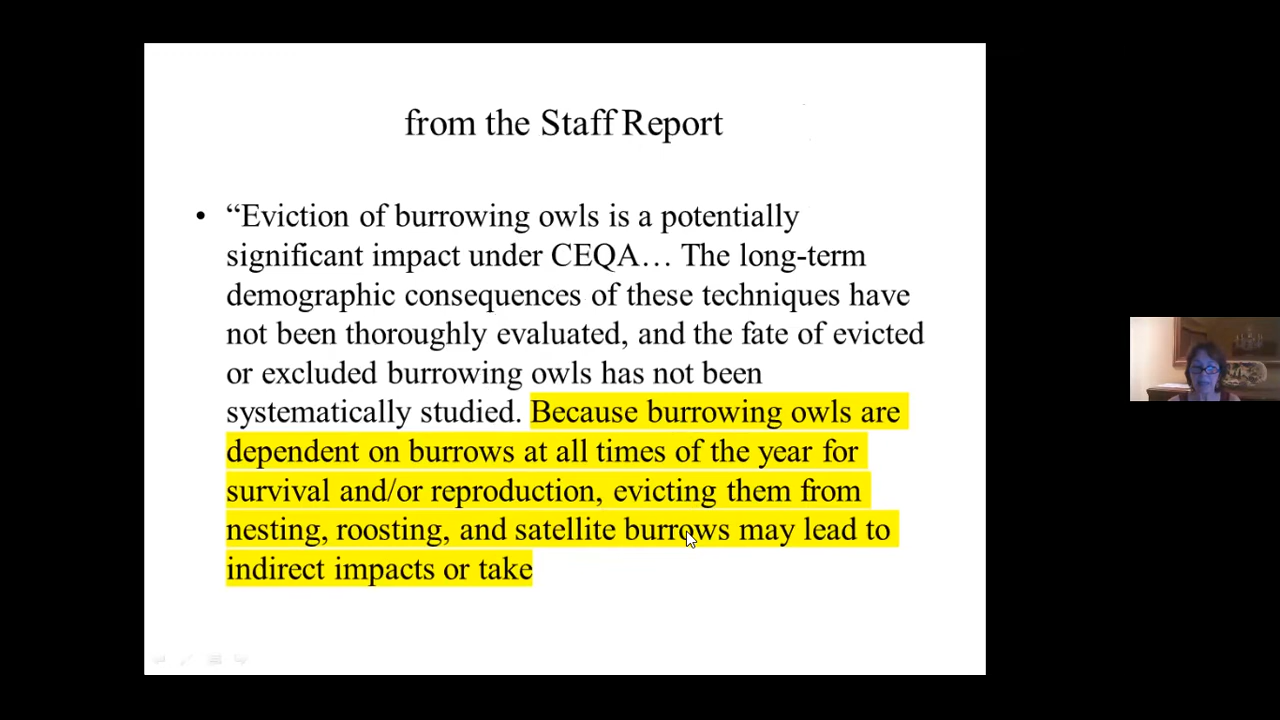 from the Staff Report
• “Eviction of burrowing owls is a potentially
significant impact under CEQA… The long-term
demographic consequences of these techniques have
not been thoroughly evaluated, and the fate of evicted
or excluded burrowing owls has not been
systematically studied. Because burrowing owls are
dependent on burrows at all times of the year for
survival and/or reproduction, evicting them from
nesting, roosting, and satellite burrows may lead to
indirect impacts or take